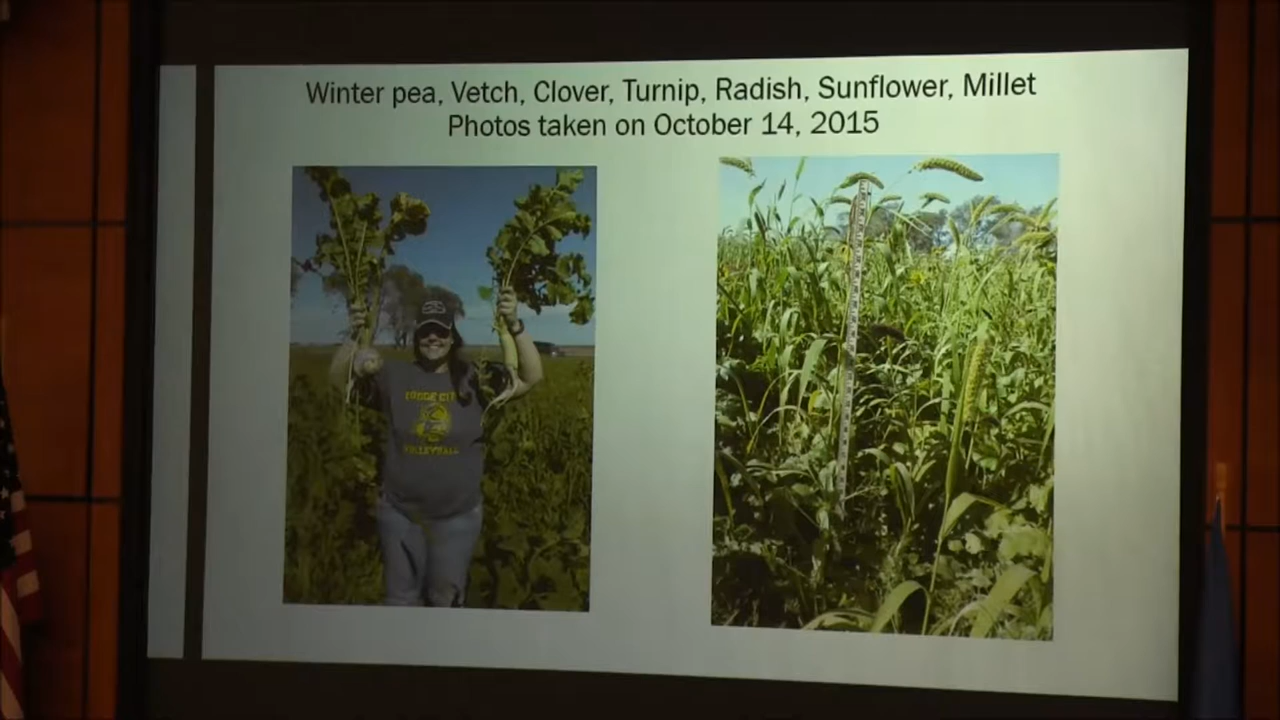 Winter pea, Vetch, Clover, Turnip, Radish, Sunflower, Millet
Photos taken on October 14, 2015
DODGE CITY
VOLLEYBALL